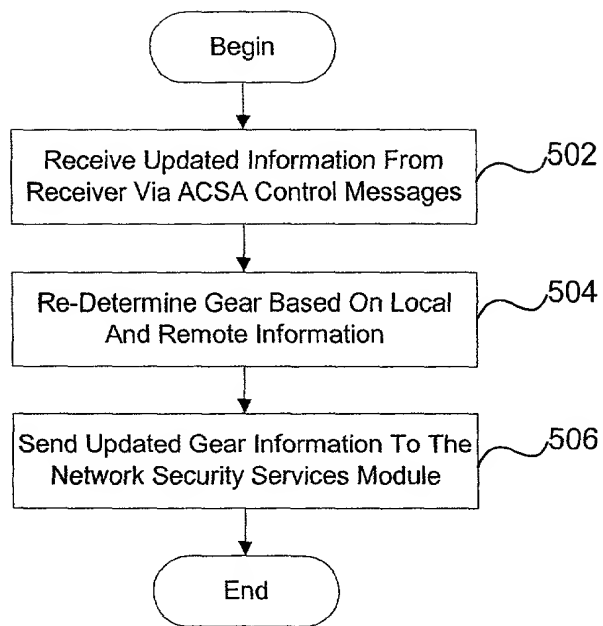 Begin
Receive Updated Information From
Receiver Via ACSA Control Messages
502
Re-Determine Gear Based On Local
And Remote Information
504
Send Updated Gear Information To The
Network Security Services Module
506
End